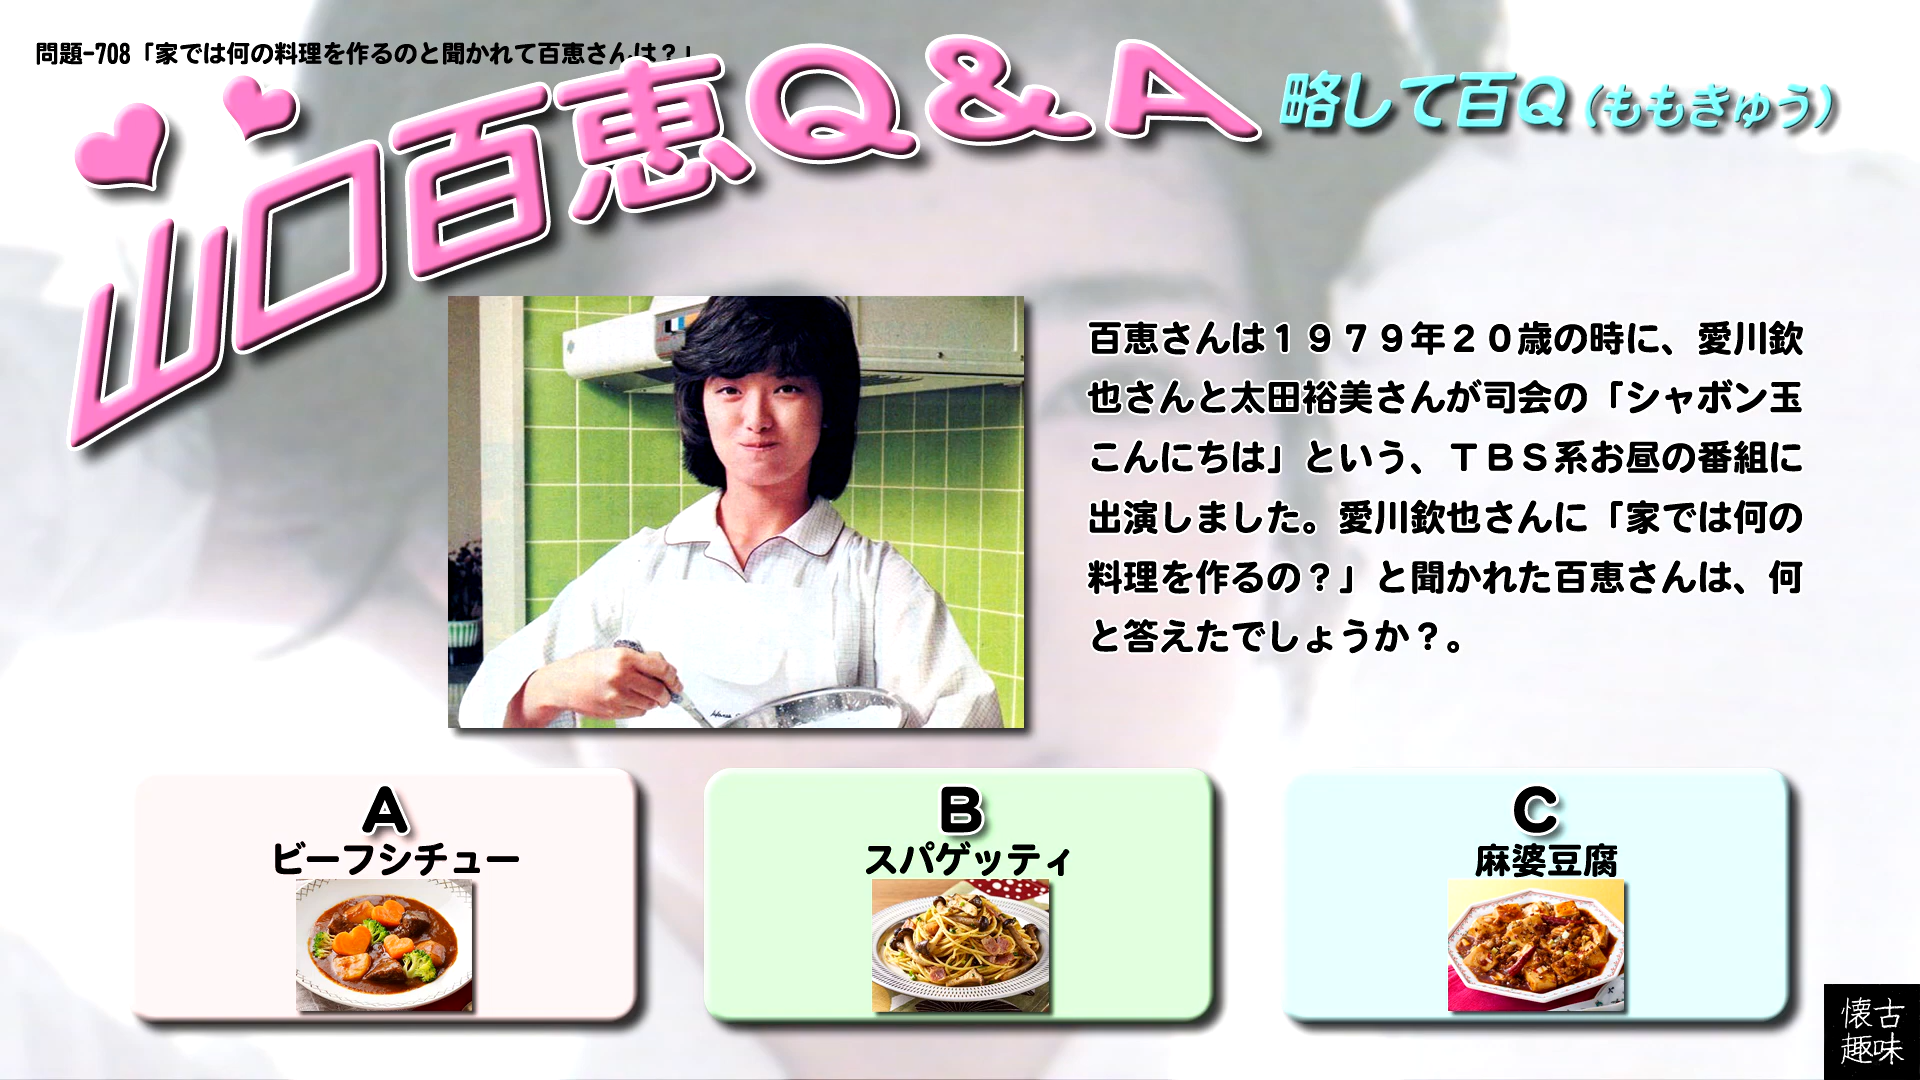 問題-708「家では何の料理を作るのと聞かれて百恵さんは？」
山口百恵Q&A
略して百Q（ももきゅう）
百恵さんは１９７９年２０歳の時に、愛川欽
也さんと太田裕美さんが司会の「シャボン玉
こんにちは」という、ＴＢＳ系お昼の番組に
出演しました。愛川欽也さんに「家では何の
料理を作るの？」と聞かれた百恵さんは、何
と答えたでしょうか？。
A
ビーフシチュー
B
スパゲッティ
C
麻婆豆腐
懐古
趣味